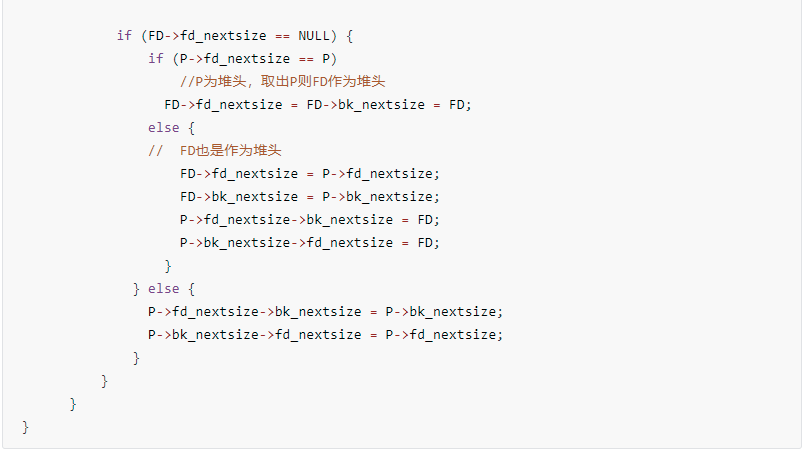 if (FD->fd_nextsize == NULL) {
if (P->fd_nextsize == P)
//P为堆头，取出P则FD作为堆头
FD->fd_nextsize = FD->bk_nextsize = FD;
else {
//  FD也是作为堆头
FD->fd_nextsize = P->fd_nextsize;
FD->bk_nextsize = P->bk_nextsize;
P->fd_nextsize->bk_nextsize = FD;
P->bk_nextsize->fd_nextsize = FD;
}
} else {
P->fd_nextsize->bk_nextsize = P->bk_nextsize;
P->bk_nextsize->fd_nextsize = P->fd_nextsize;
}
}
}
}